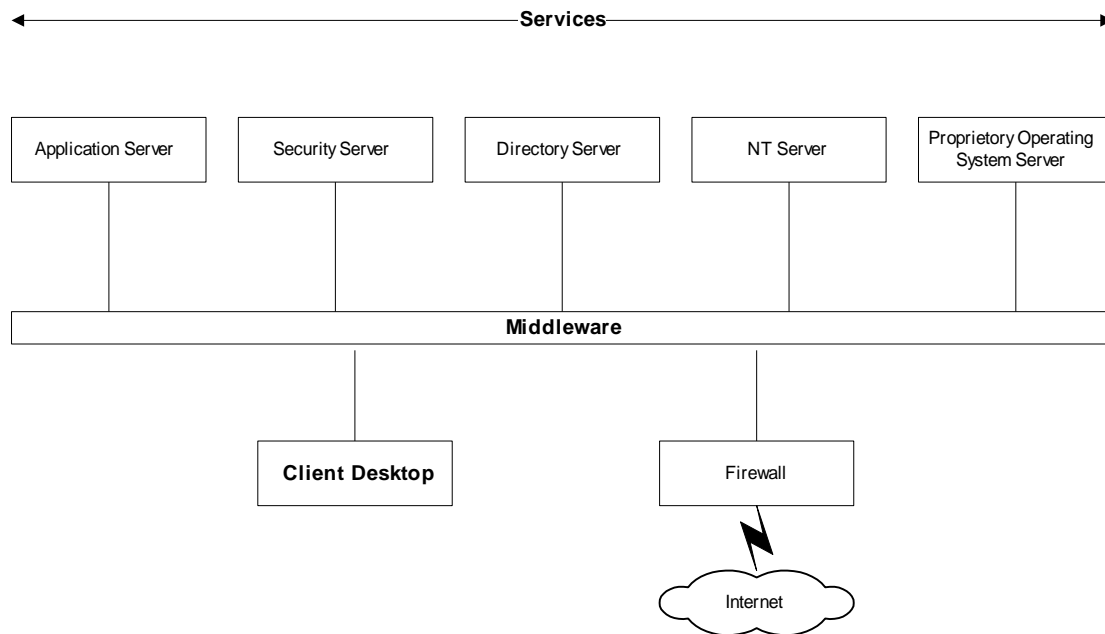 Services
Application Server
Security Server
Directory Server
NT Server
Proprietory Operating
System Server
Middleware
Client Desktop
Firewall
Internet